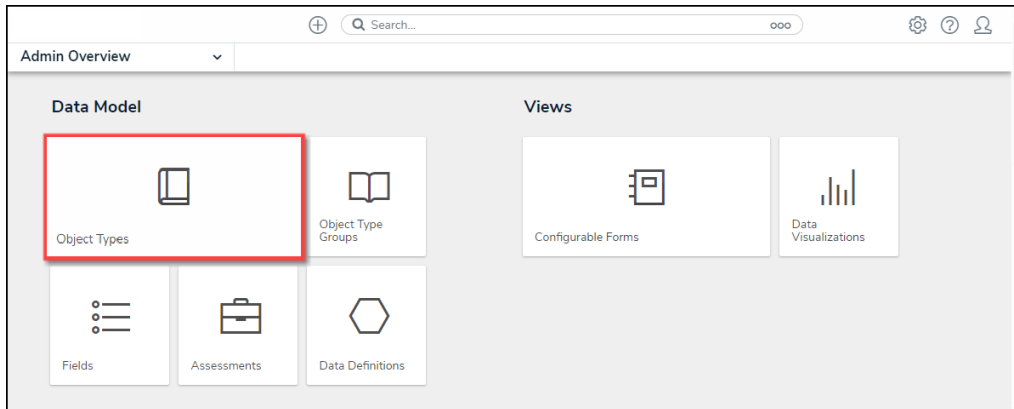 Search...
Admin Overview
Data Model
Views
Object Types
Object Type
Groups
Configurable Forms
Data
Visualizations
Fields
Assessments
Data Definitions